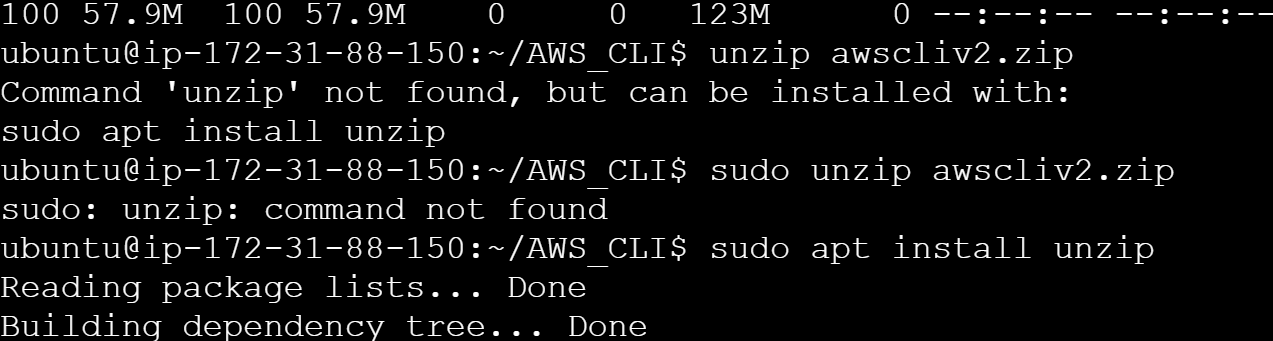 100 57.9M  100 57.9M    0     0   123M      0 --:--:-- --:--:--
ubuntu@ip-172-31-88-150:~/AWS_CLI$ unzip awscliv2.zip
Command 'unzip' not found, but can be installed with:
sudo apt install unzip
ubuntu@ip-172-31-88-150:~/AWS_CLI$ sudo unzip awscliv2.zip
sudo: unzip: command not found
ubuntu@ip-172-31-88-150:~/AWS_CLI$ sudo apt install unzip
Reading package lists... Done
Building dependency tree... Done